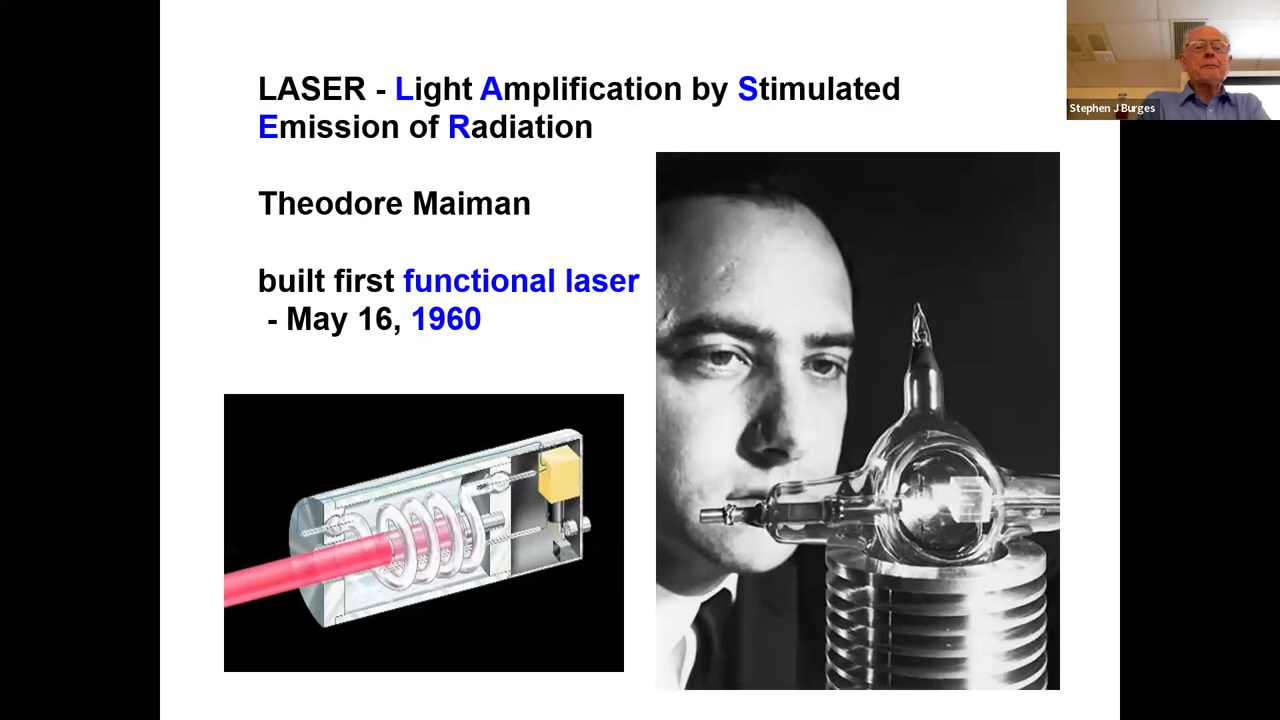 LASER - Light Amplification by Stimulated
Emission of Radiation
Theodore Maiman
built first functional laser
- May 16, 1960
Stephen J Burges